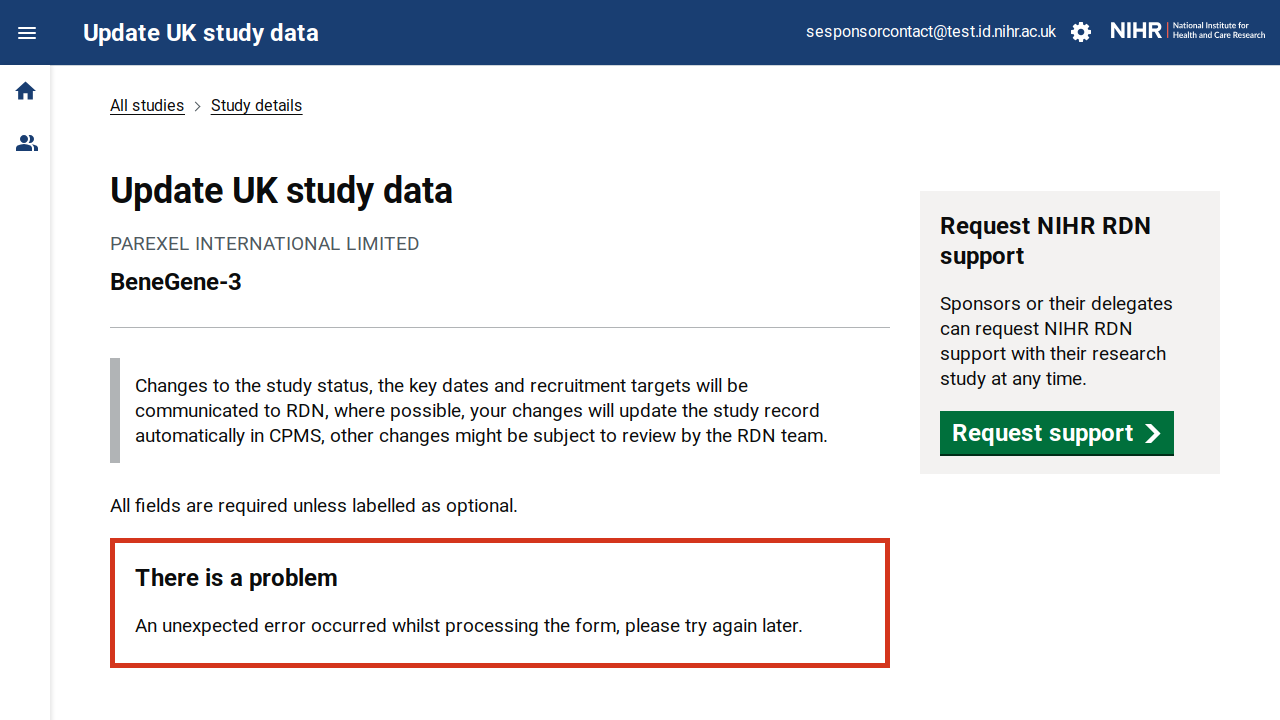 Update UK study data
sesponsorcontact@test.id.nihr.ac.uk
NIHR National Institute for
Health and Care Research
All studies
Study details
Update UK study data
PAREXEL INTERNATIONAL LIMITED
BeneGene-3
Changes to the study status, the key dates and recruitment targets will be
communicated to RDN, where possible, your changes will update the study record
automatically in CPMS, other changes might be subject to review by the RDN team.
All fields are required unless labelled as optional.
There is a problem
An unexpected error occurred whilst processing the form, please try again later.
Request NIHR RDN
support
Sponsors or their delegates
can request NIHR RDN
support with their research
study at any time.
Request support